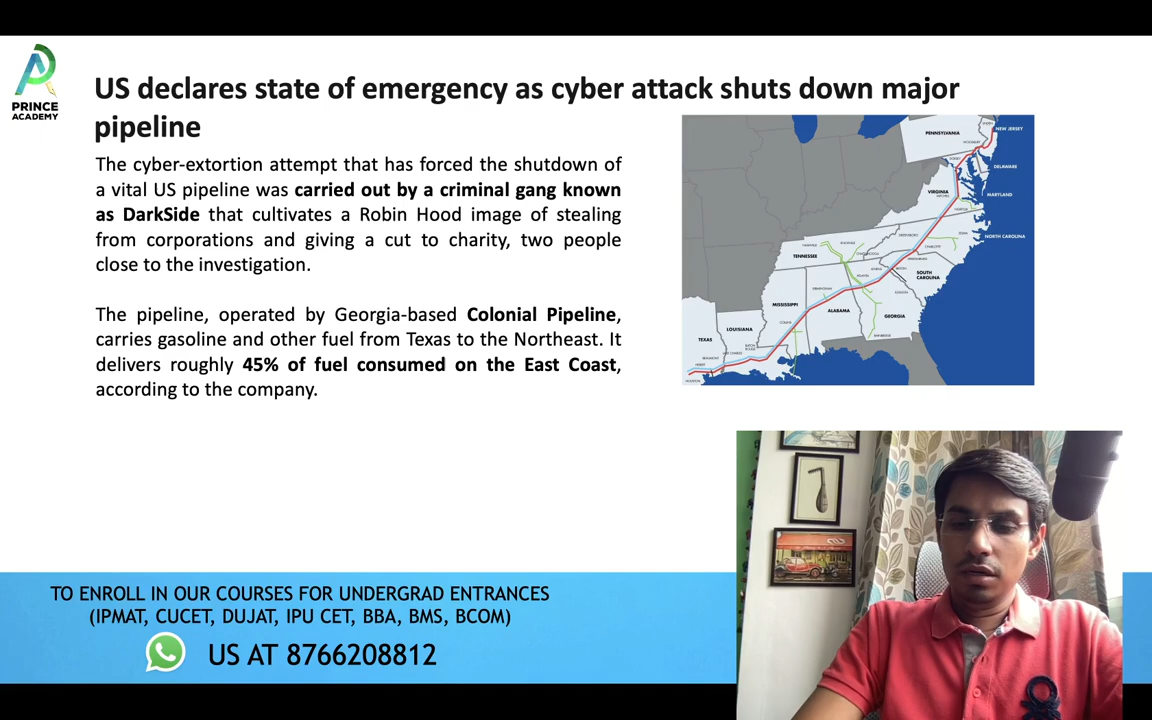 PRINCE
ACADEMY
US declares state of emergency as cyber attack shuts down major
pipeline
The cyber-extortion attempt that has forced the shutdown of
a vital US pipeline was carried out by a criminal gang known
as DarkSide that cultivates a Robin Hood image of stealing
from corporations and giving a cut to charity, two people
close to the investigation.
The pipeline, operated by Georgia-based Colonial Pipeline,
carries gasoline and other fuel from Texas to the Northeast. It
delivers roughly 45% of fuel consumed on the East Coast,
according to the company.
PENNSYLVANIA
NEW JERSEY
DELAWARE
MARYLAND
VIRGINIA
NORTH CAROLINA
TENNESSEE
SOUTH
CAROLINA
MISSISSIPPI
ALABAMA
GEORGIA
LOUISIANA
TEXAS
TO ENROLL IN OUR COURSES FOR UNDERGRAD ENTRANCES
(IPMAT, CUCET, DUJAT, IPU CET, BBA, BMS, BCOM)
US AT 8766208812